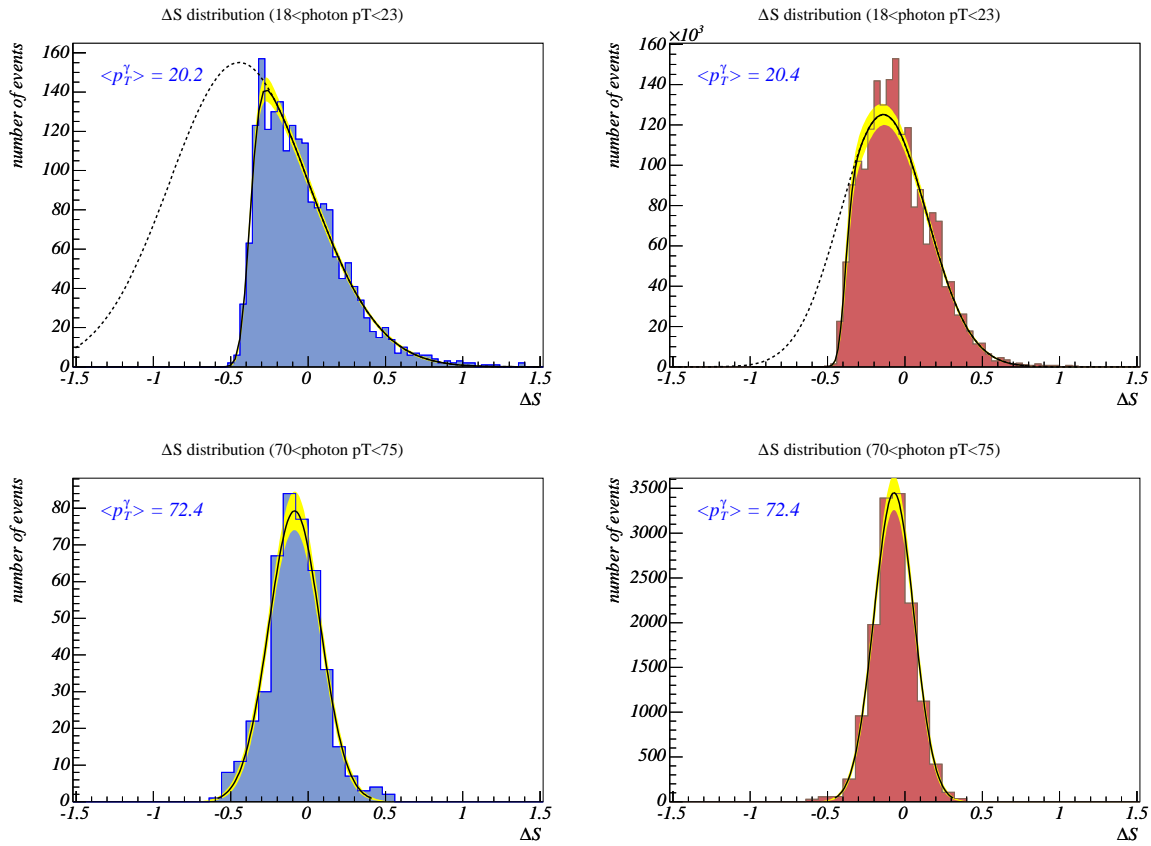 ΔS distribution (18<photon pT<23)
number of events
<p_T^γ> = 20.2
160
140
120
100
80
60
40
20
0
-1.5 -1 -0.5 0 0.5 1 1.5
ΔS
ΔS distribution (18<photon pT<23)
×10³
number of events
<p_T^γ> = 20.4
160
140
120
100
80
60
40
20
0
-1.5 -1 -0.5 0 0.5 1 1.5
ΔS
ΔS distribution (70<photon pT<75)
number of events
<p_T^γ> = 72.4
80
70
60
50
40
30
20
10
0
-1.5 -1 -0.5 0 0.5 1 1.5
ΔS
ΔS distribution (70<photon pT<75)
number of events
<p_T^γ> = 72.4
3500
3000
2500
2000
1500
1000
500
0
-1.5 -1 -0.5 0 0.5 1 1.5
ΔS